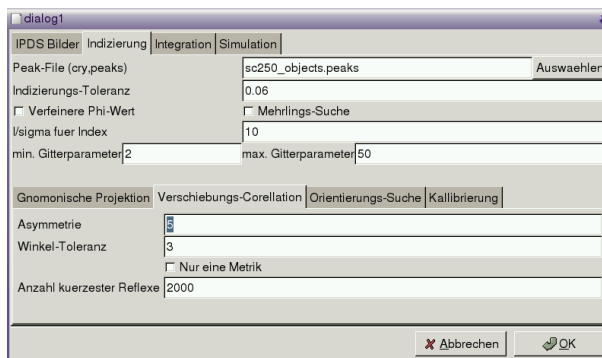 dialog1
IPDS Bilder Indizierung Integration Simulation
Peak-File (cry,peaks) sc250_objects.peaks Auswaehlen
Indizierungs-Toleranz 0.06
Verfeinere Phi-Wert Mehrlings-Suche
I/sigma fuer Index 10
min. Gitterparameter 2 max. Gitterparameter 50
Gnomonische Projektion Verschiebungs-Corellation Orientierungs-Suche Kallibrierung
Asymmetrie 5
Winkel-Toleranz 3
Nur eine Metrik
Anzahl kuerzester Reflexe 2000
Abbrechen OK